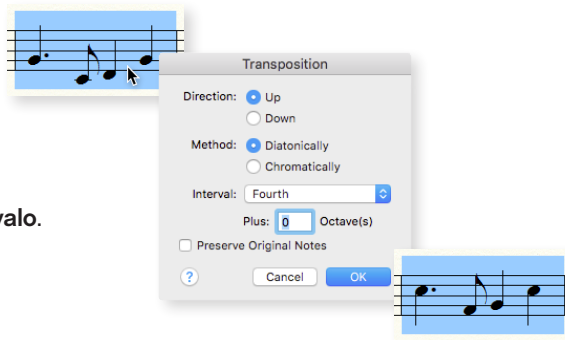 Transposition
Direction: Up
Down
Method: Diatonically
Chromatically
Interval: Fourth
valo.
Plus: 0 Octave(s)
Preserve Original Notes
? Cancel OK